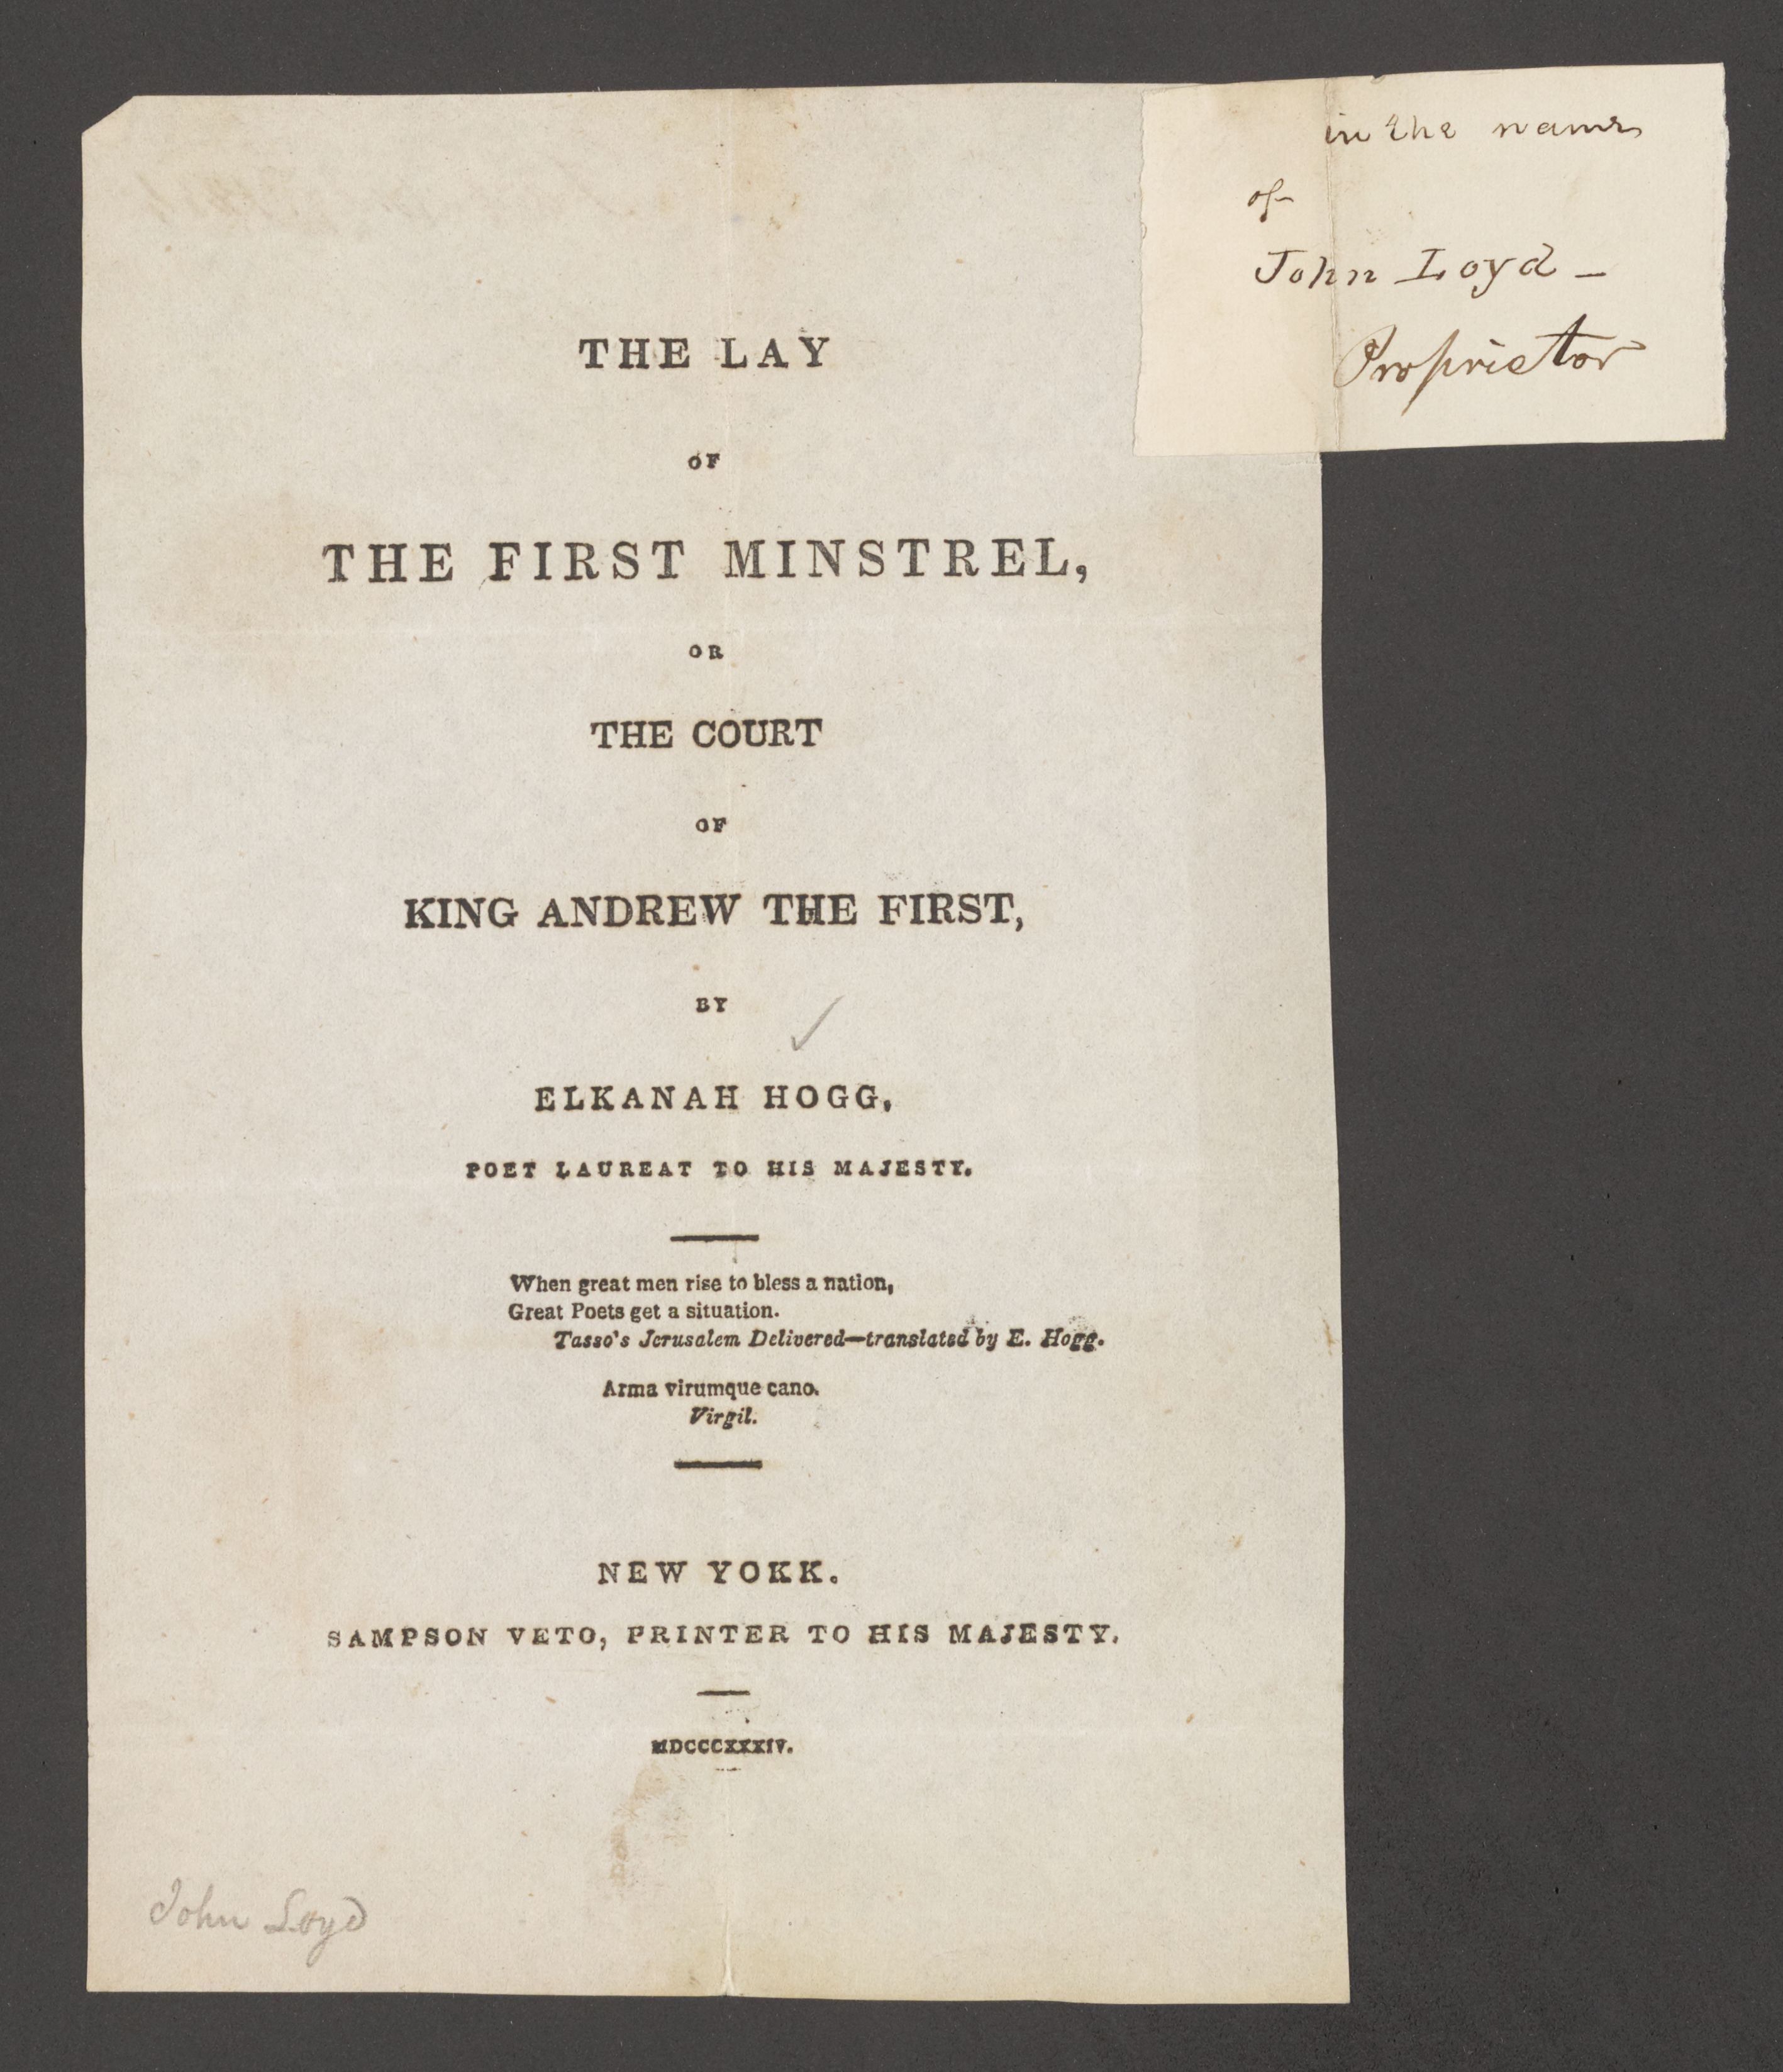 in the name
of
John Loyd -
Proprietor
THE LAY
OF
THE FIRST MINSTREL,
OR
THE COURT
OF
KING ANDREW THE FIRST,
BY
ELKANAH HOGG,
POET LAUREAT TO HIS MAJESTY.
When great men rise to bless a nation,
Great Poets get a situation.
Tasso's Jerusalem Delivered—translated by E. Hogg.
Arma virumque cano.
Virgil.
NEW YOKK.
SAMPSON VETO, PRINTER TO HIS MAJESTY.
MDCCCXXXIV.
John Loyd